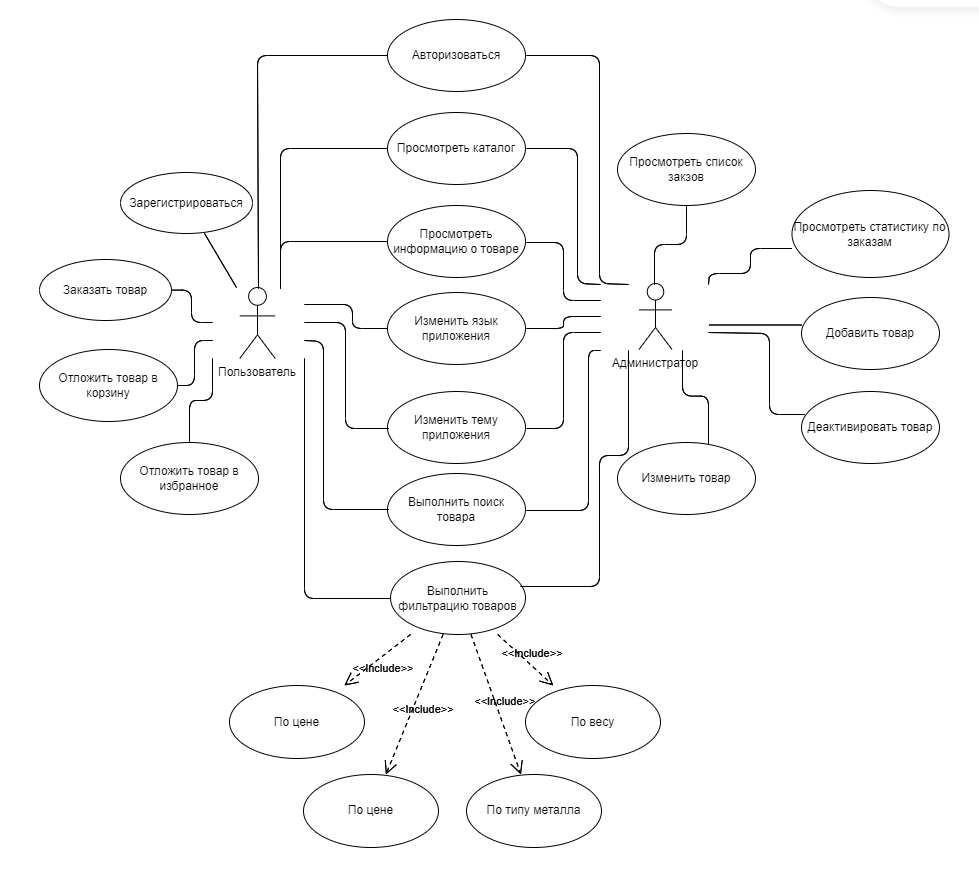 Авторизоваться
Просмотреть каталог
Просмотреть список
закзов
Зарегистрироваться
Просмотреть
информацию о товаре
Просмотреть статистику по
заказам
Заказать товар
Изменить язык
приложения
Добавить товар
Пользователь
Администратор
Отложить товар в
корзину
Изменить тему
приложения
Деактивировать товар
Отложить товар в
избранное
Изменить товар
Выполнить поиск
товара
Выполнить
фильтрацию товаров
<<Include>>
<<Include>>
<<Include>>
<<Include>>
По цене
По весу
По цене
По типу металла